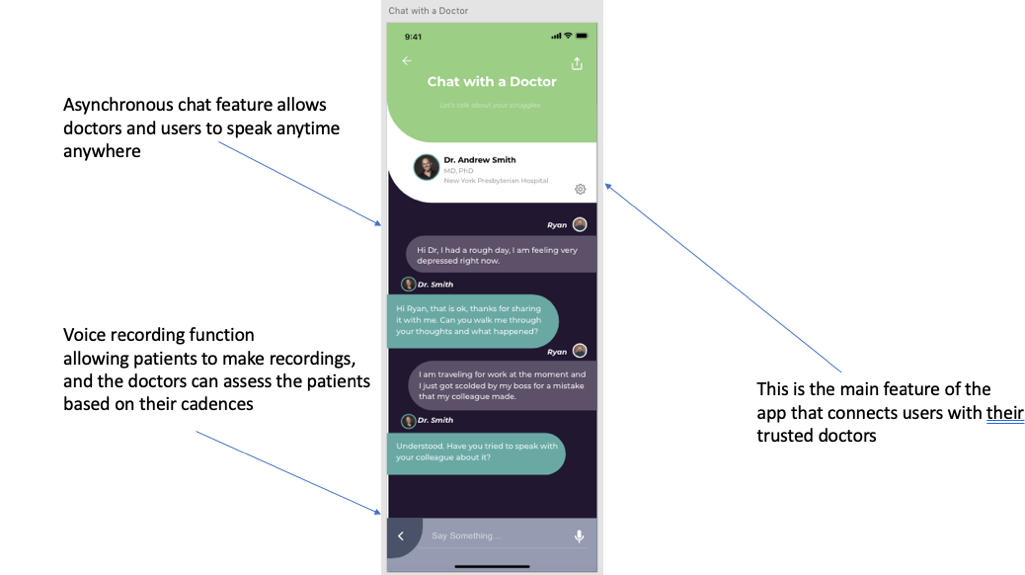 Chat with a Doctor
9:41
Chat with a Doctor
Let's talk about your struggles
Asynchronous chat feature allows
doctors and users to speak anytime
anywhere
Dr. Andrew Smith
MD, PhD
New York Presbyterian Hospital
Ryan
Hi Dr, I had a rough day, I am feeling very
depressed right now.
Dr. Smith
Hi Ryan, that is ok, thanks for sharing
it with me. Can you walk me through
your thoughts and what happened?
Ryan
I am traveling for work at the moment and
I just got scolded by my boss for a mistake
that my colleague made.
Dr. Smith
Understood. Have you tried to speak with
your colleague about it?
Say Something...
Voice recording function
allowing patients to make recordings,
and the doctors can assess the patients
based on their cadences
This is the main feature of the
app that connects users with their
trusted doctors